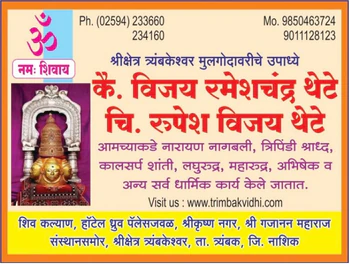 ॐ
नमः शिवाय
Ph. (02594) 233660
234160
Mo. 9850463724
9011128123
श्रीक्षेत्र त्र्यंबकेश्वर मुलगोदावरीचे उपाध्ये
कै. विजय रमेशचंद्र थेटे
चि. रुपेश विजय थेटे
आमच्याकडे नारायण नागबली, त्रिपिंडी श्राध्द,
कालसर्प शांती, लघुरुद्र, महारुद्र, अभिषेक व
अन्य सर्व धार्मिक कार्य केले जातात.
Visit us : www.trimbakvidhi.com
शिव कल्याण, हॉटेल ध्रुव पॅलेसजवळ, श्रीकृष्ण नगर, श्री गजानन महाराज
संस्थानसमोर, श्रीक्षेत्र त्र्यंबकेश्वर, ता. त्र्यंबक, जि. नाशिक